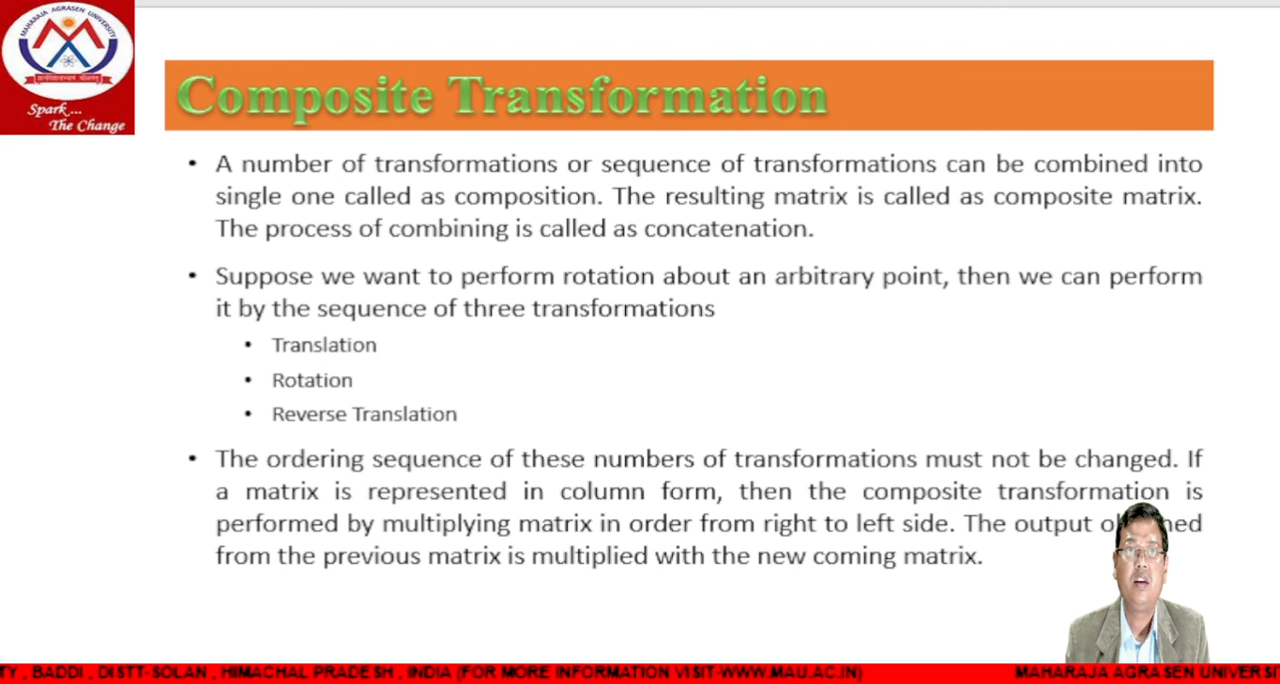 MAHARAJA AGRASEN UNIVERSITY
Spark...
The Change
Composite Transformation
• A number of transformations or sequence of transformations can be combined into
single one called as composition. The resulting matrix is called as composite matrix.
The process of combining is called as concatenation.
• Suppose we want to perform rotation about an arbitrary point, then we can perform
it by the sequence of three transformations
• Translation
• Rotation
• Reverse Translation
• The ordering sequence of these numbers of transformations must not be changed. If
a matrix is represented in column form, then the composite transformation is
performed by multiplying matrix in order from right to left side. The output
from the previous matrix is multiplied with the new coming matrix.
TY , BADDI , DISTT- SOLAN , HIMACHAL PRADESH , INDIA (FOR MORE INFORMATION VISIT-WWW.MAU.AC.IN) MAHARAJA AGRASEN UNIVERSI